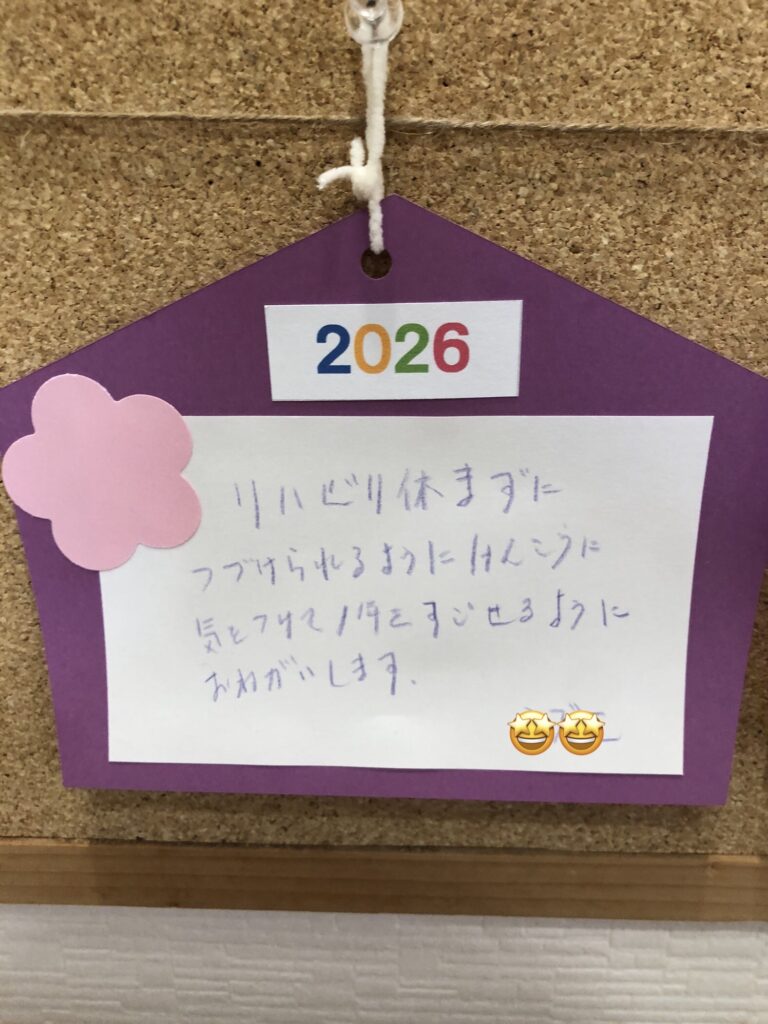 2026
リハビリ休まずに
つづけられるようにけんこうに
気をつけて1年をすごせるように
おねがいします.